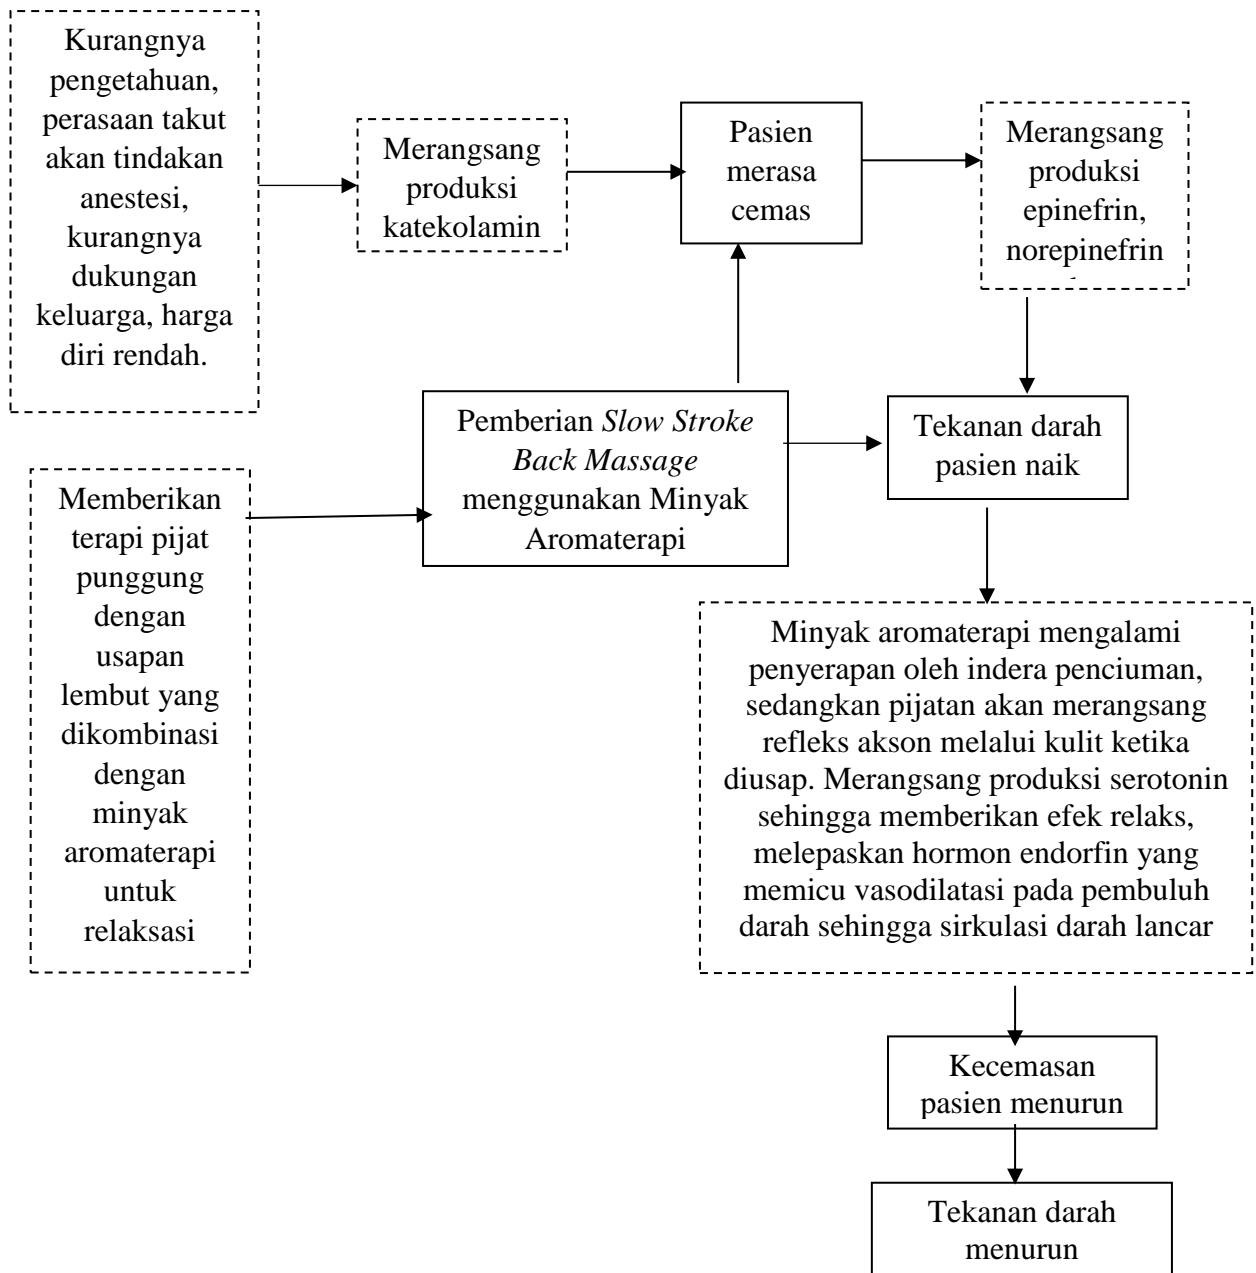 Kurangnya
pengetahuan,
perasaan takut
akan tindakan
anestesi,
kurangnya
dukungan
keluarga, harga
diri rendah.
Merangsang
produksi
katekolamin
Pasien
merasa
cemas
Merangsang
produksi
epinefrin,
norepinefrin
Pemberian Slow Stroke
Back Massage
menggunakan Minyak
Aromaterapi
Tekanan darah
pasien naik
Memberikan
terapi pijat
punggung
dengan
usapan
lembut yang
dikombinasi
dengan
minyak
aromaterapi
untuk
relaksasi
Minyak aromaterapi mengalami
penyerapan oleh indera penciuman,
sedangkan pijatan akan merangsang
refleks akson melalui kulit ketika
diusap. Merangsang produksi serotonin
sehingga memberikan efek relaks,
melepaskan hormon endorfin yang
memicu vasodilatasi pada pembuluh
darah sehingga sirkulasi darah lancar
Kecemasan
pasien menurun
Tekanan darah
menurun